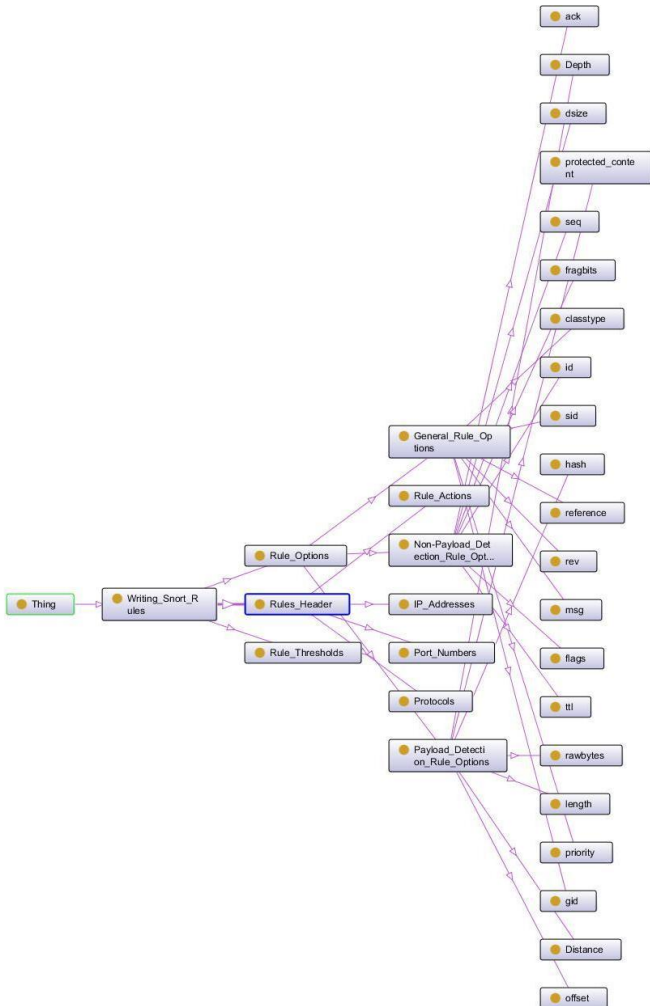 Thing
Writing_Snort_R
ules
Rule_Options
Rules_Header
Rule_Thresholds
General_Rule_Op
tions
Rule_Actions
Non-Payload_Det
ection_Rule_Opt...
IP_Addresses
Port_Numbers
Protocols
Payload_Detecti
on_Rule_Options
ack
Depth
dsize
protected_conte
nt
seq
fragbits
classtype
id
sid
hash
reference
rev
msg
flags
ttl
rawbytes
length
priority
gid
Distance
offset